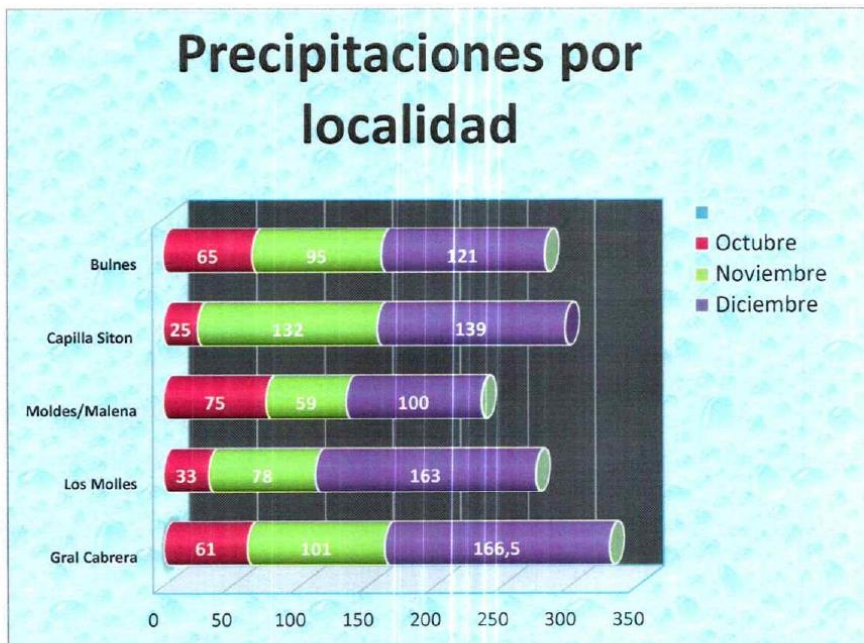 Precipitaciones por
localidad
Octubre
Noviembre
Diciembre
Bulnes 65 95 121
Capilla Siton 25 132 139
Moldes/Malena 75 59 100
Los Molles 33 78 163
Gral Cabrera 61 101 166,5
0 50 100 150 200 250 300 350